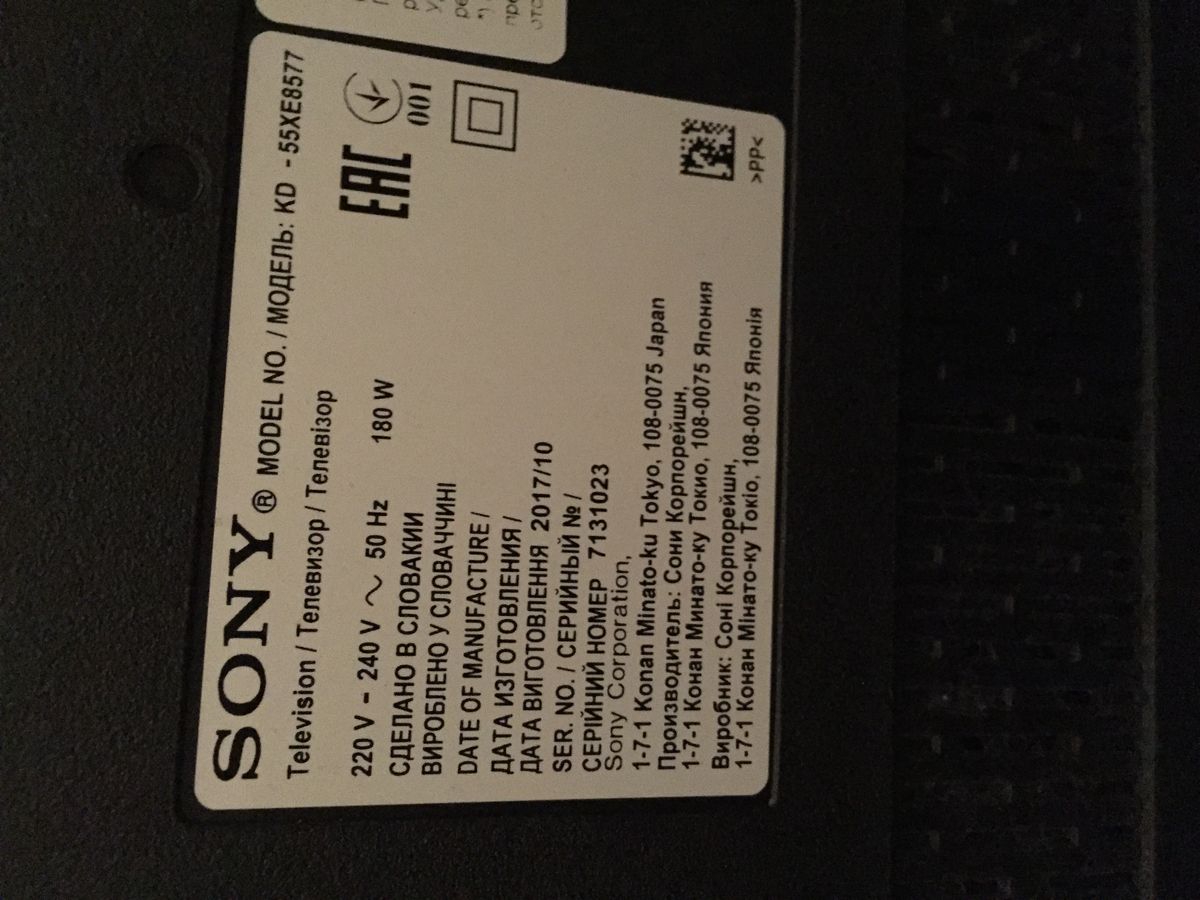 SONY ® MODEL NO. / МОДЕЛЬ: KD - 55XE8577
Television / Телевизор / Телевізор
220 V - 240 V ~ 50 Hz 180 W
СДЕЛАНО В СЛОВАКИИ
ВИРОБЛЕНО У СЛОВАЧЧИНІ
DATE OF MANUFACTURE /
ДАТА ИЗГОТОВЛЕНИЯ /
ДАТА ВИГОТОВЛЕННЯ 2017/10
SER. NO. / СЕРИЙНЫЙ № /
СЕРІЙНИЙ НОМЕР 7131023
Sony Corporation,
1-7-1 Konan Minato-ku Tokyo, 108-0075 Japan
Производитель: Сони Корпорейшн,
1-7-1 Конан Минато-ку Токио, 108-0075 Япония
Виробник: Соні Корпорейшн,
1-7-1 Конан Мінато-ку Токіо, 108-0075 Японія
EAC
001
>PP<